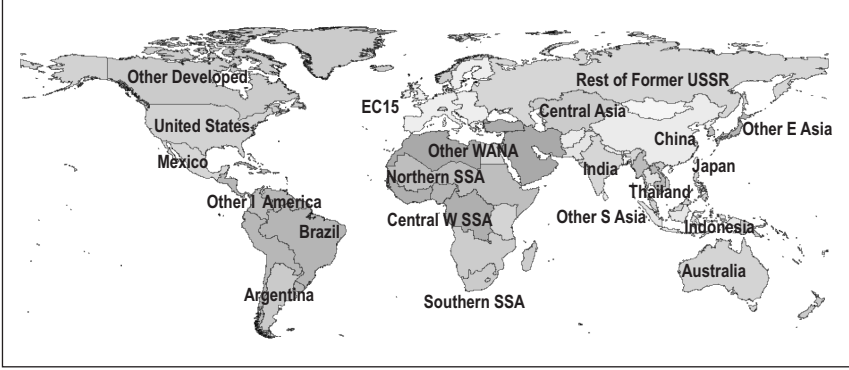 Other Developed
Rest of Former USSR
EC15
Central Asia
United States
China
Other E Asia
Other WANA
Mexico
India
Japan
Northern SSA
Thailand
Other l America
Central W SSA
Other S Asia
Brazil
Indonesia
Australia
Argentina
Southern SSA